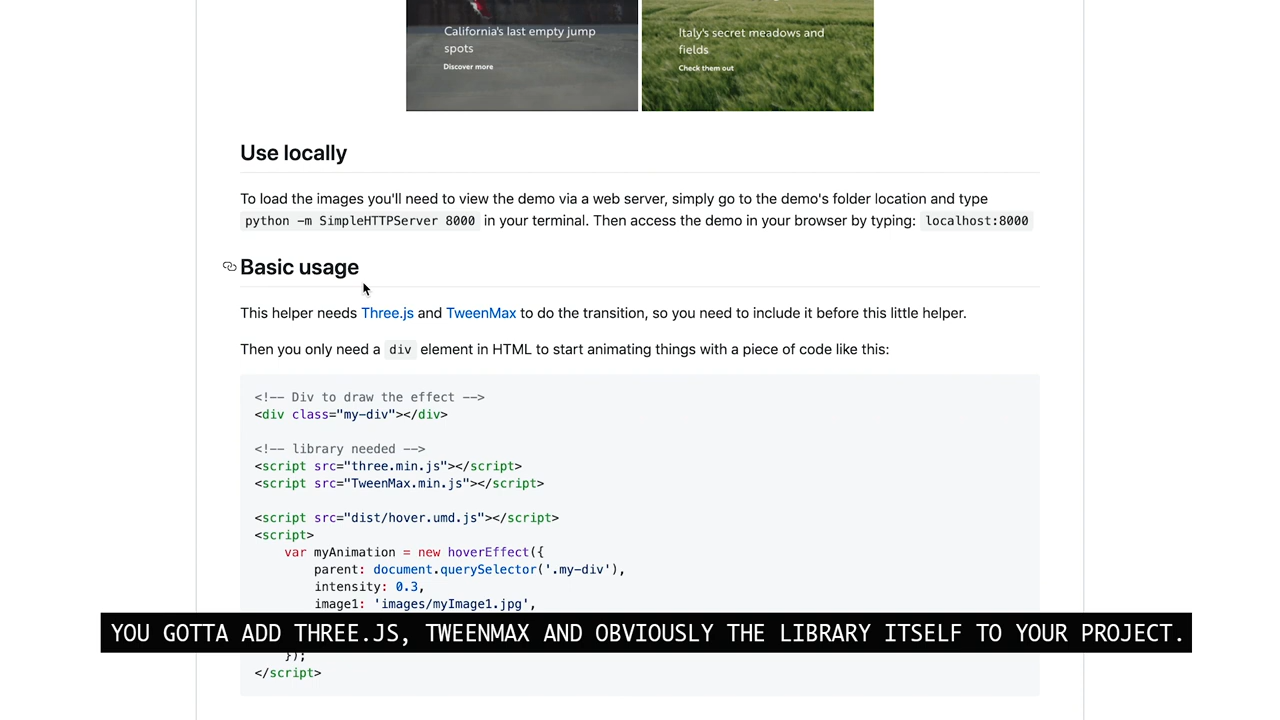 California's last empty jump
spots
Discover more
Italy's secret meadows and
fields
Check them out
Use locally
To load the images you'll need to view the demo via a web server, simply go to the demo's folder location and type
python -m SimpleHTTPServer 8000 in your terminal. Then access the demo in your browser by typing: localhost:8000
Basic usage
This helper needs Three.js and TweenMax to do the transition, so you need to include it before this little helper.
Then you only need a div element in HTML to start animating things with a piece of code like this:
<!-- Div to draw the effect -->
<div class="my-div"></div>
<!-- library needed -->
<script src="three.min.js"></script>
<script src="TweenMax.min.js"></script>
<script src="dist/hover.umd.js"></script>
<script>
var myAnimation = new hoverEffect({
parent: document.querySelector('.my-div'),
intensity: 0.3,
image1: 'images/myImage1.jpg',
YOU GOTTA ADD THREE.JS, TWEENMAX AND OBVIOUSLY THE LIBRARY ITSELF TO YOUR PROJECT.
});
</script>